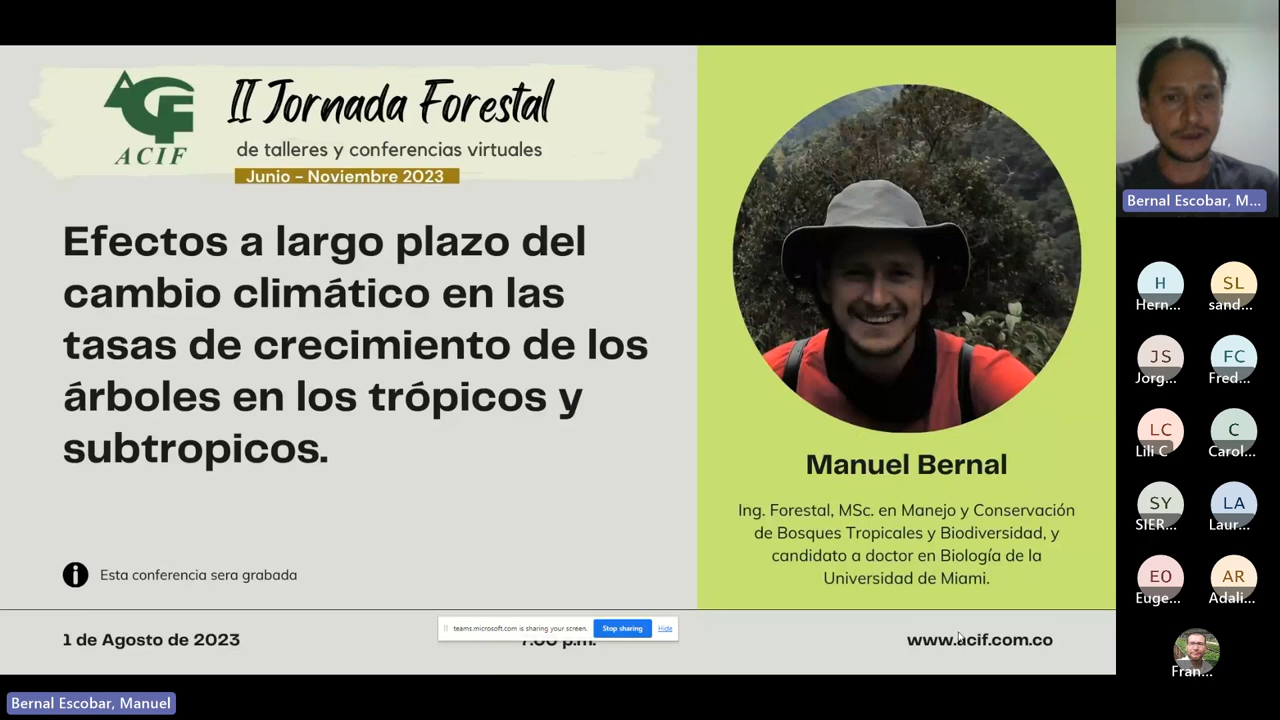 ACIF
II Jornada Forestal
de talleres y conferencias virtuales
Junio - Noviembre 2023
Efectos a largo plazo del
cambio climático en las
tasas de crecimiento de los
árboles en los trópicos y
subtropicos.
Esta conferencia sera grabada
1 de Agosto de 2023
7:00 p.m.
www.acif.com.co
Manuel Bernal
Ing. Forestal, MSc. en Manejo y Conservación
de Bosques Tropicales y Biodiversidad, y
candidato a doctor en Biología de la
Universidad de Miami.
teams.microsoft.com is sharing your screen.
Stop sharing
Hide
Bernal Escobar, M...
H
Hern...
SL
sand...
JS
Jorg...
FC
Fred...
LC
Lili C
C
Carol...
SY
SIER...
LA
Laur...
EO
Euge...
AR
Adali...
Fran...
Bernal Escobar, Manuel